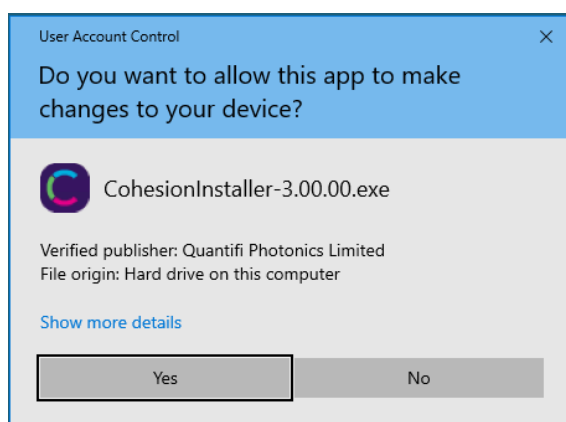 User Account Control
Do you want to allow this app to make
changes to your device?
CohesionInstaller-3.00.00.exe
Verified publisher: Quantifi Photonics Limited
File origin: Hard drive on this computer
Show more details
Yes
No